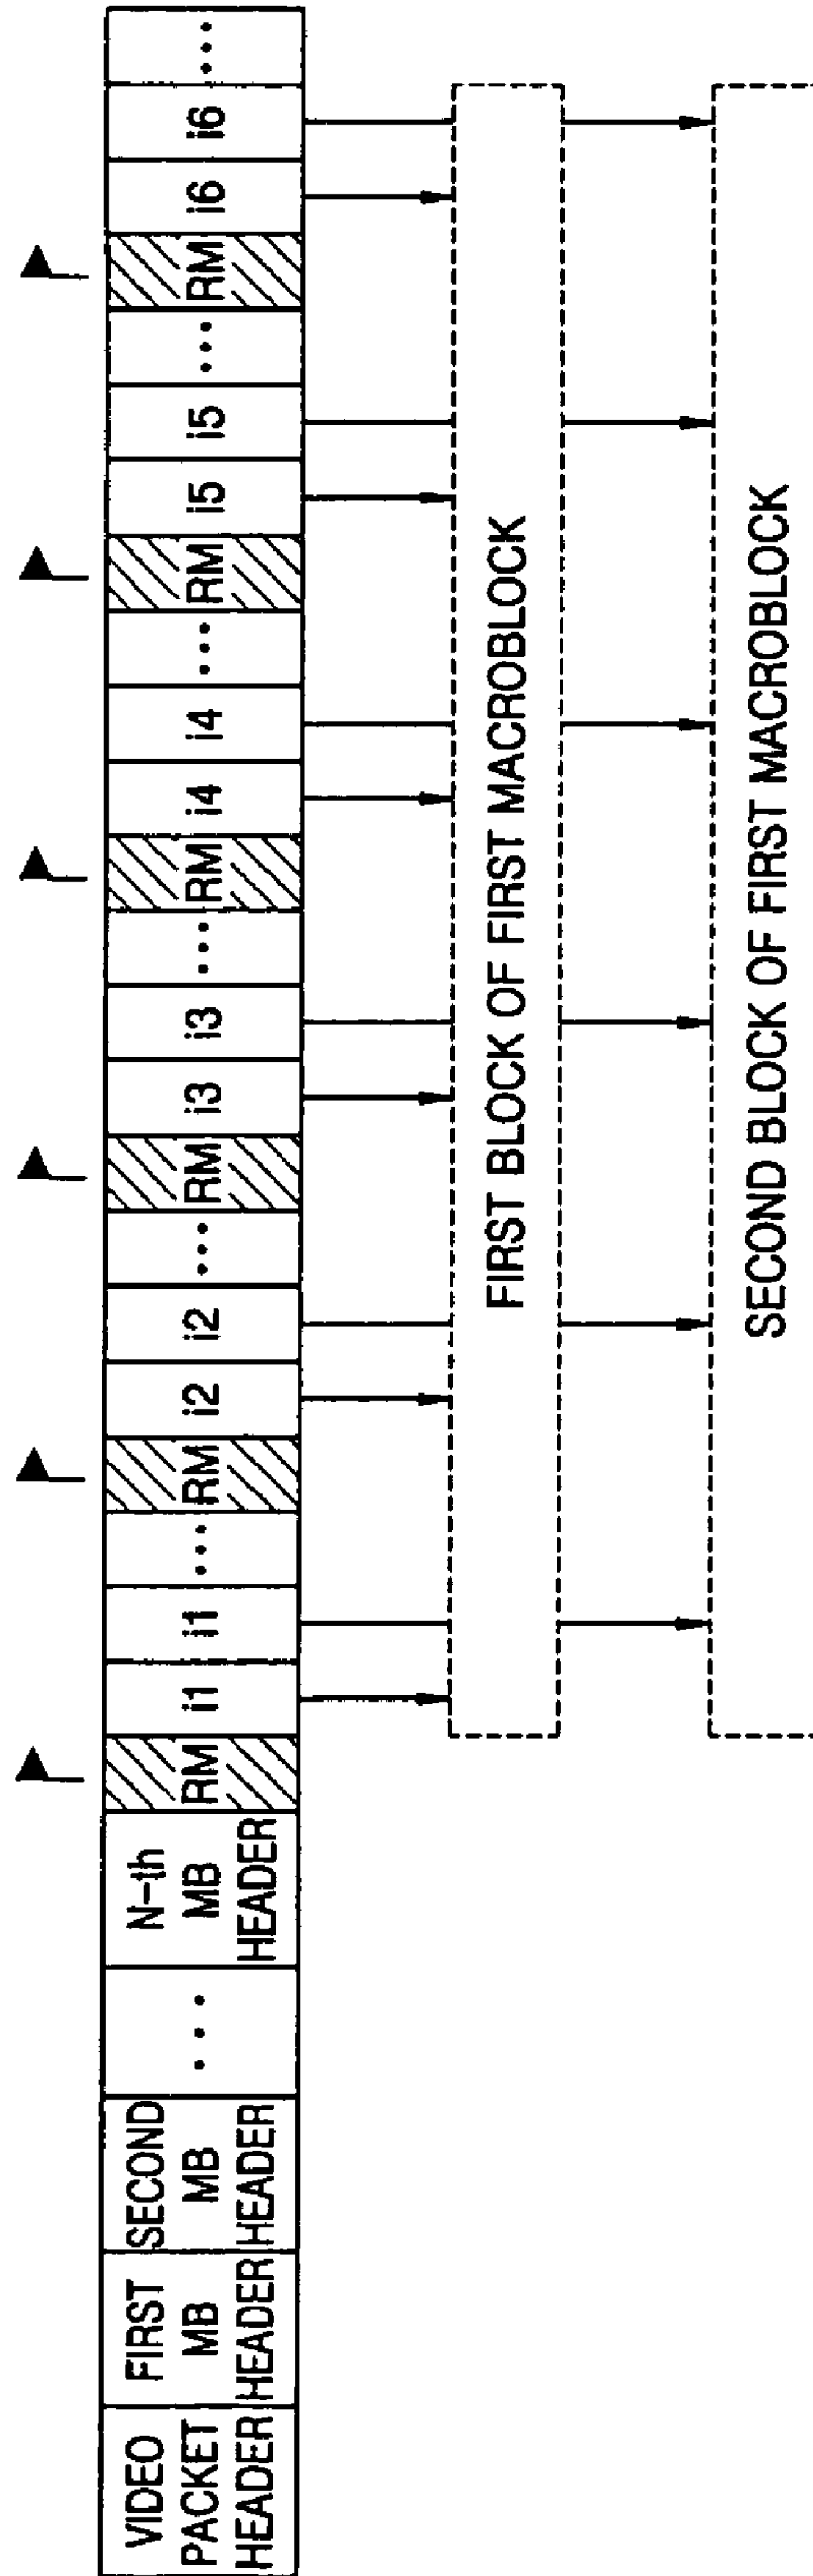 VIDEO
PACKET
HEADER
FIRST
MB
HEADER
SECOND
MB
HEADER
...
N-th
MB
HEADER
RM
i1
i1
...
RM
i2
i2
...
RM
i3
i3
...
RM
i4
i4
...
RM
i5
i5
...
RM
i6
i6
...
FIRST BLOCK OF FIRST MACROBLOCK
SECOND BLOCK OF FIRST MACROBLOCK